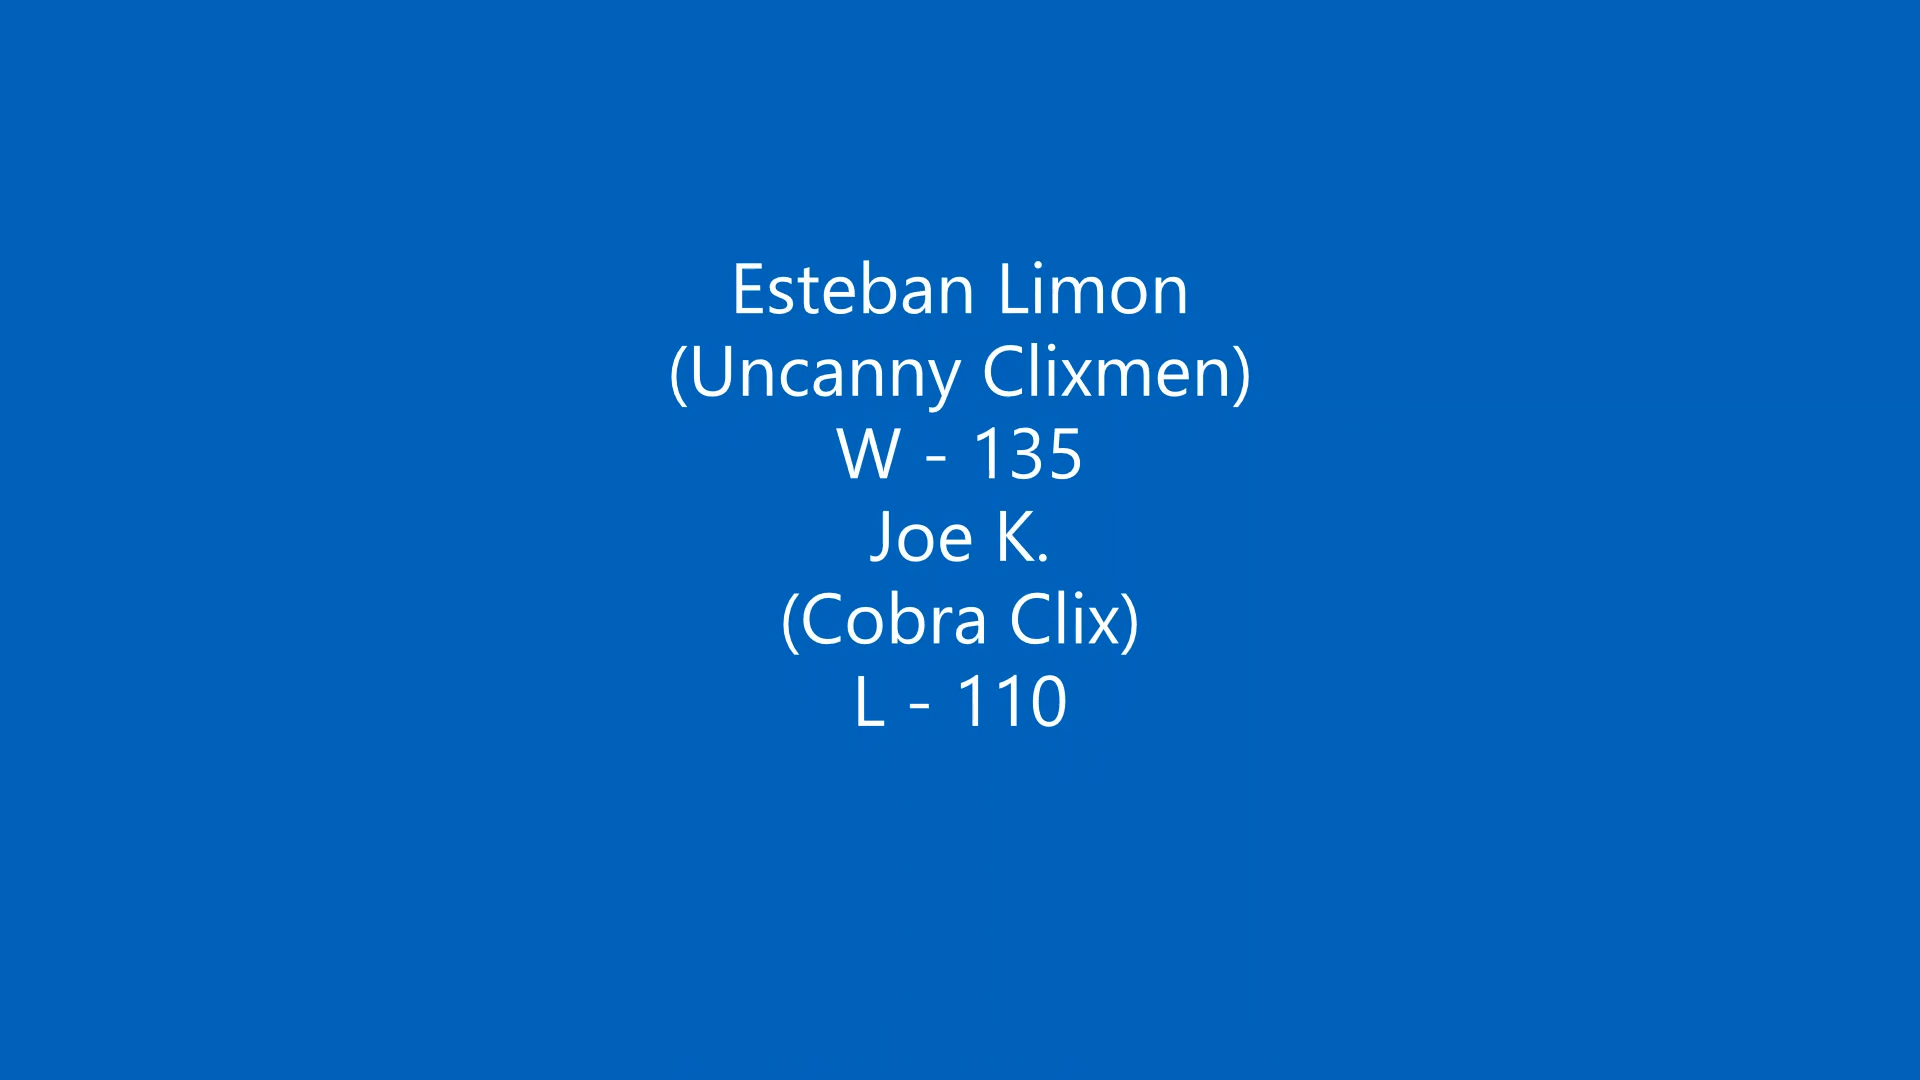 Esteban Limon
(Uncanny Clixmen)
W - 135
Joe K.
(Cobra Clix)
L - 110